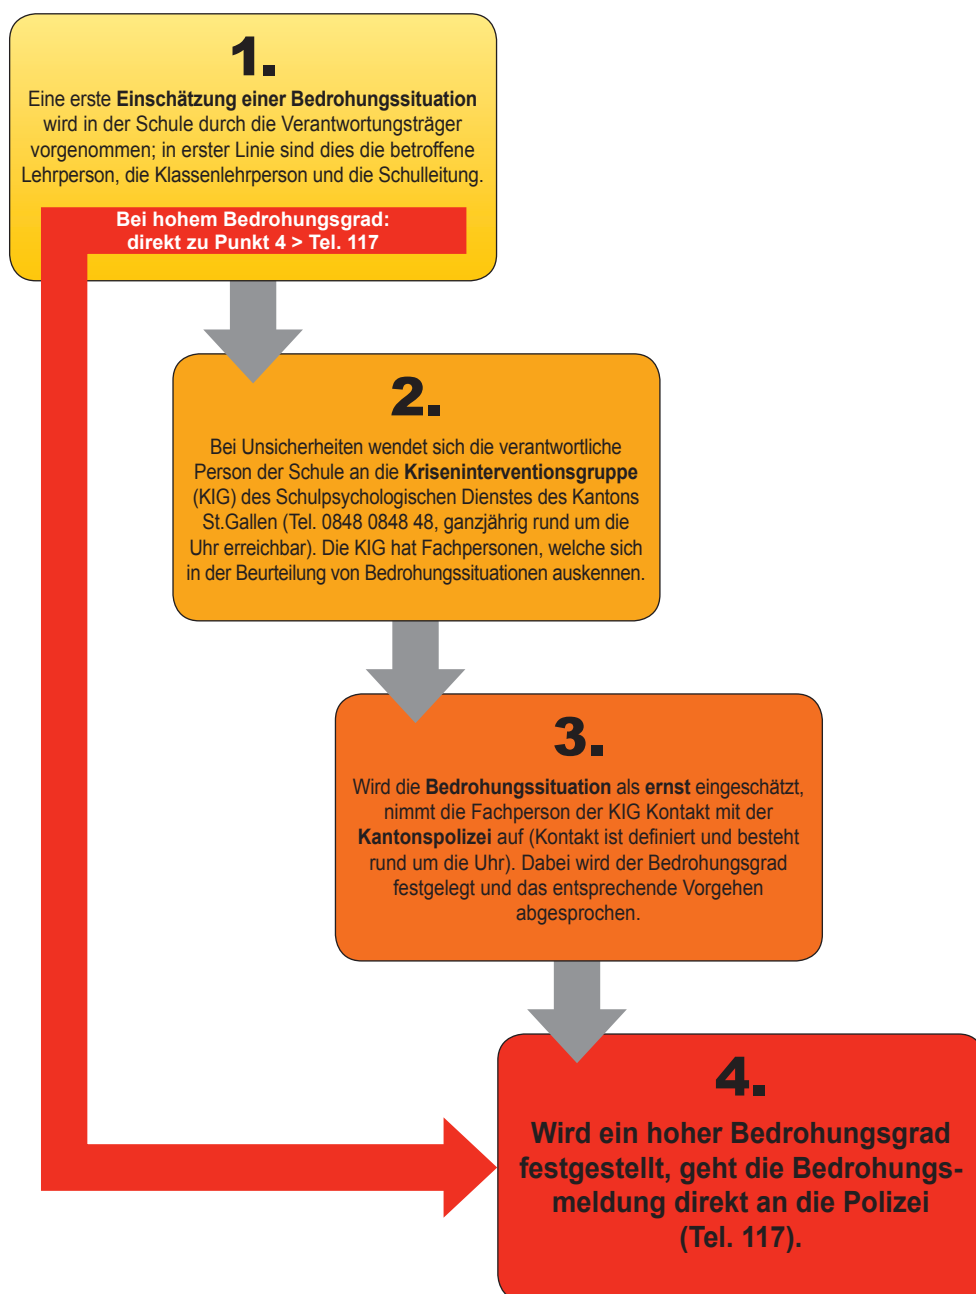 1.
Eine erste Einschätzung einer Bedrohungssituation
wird in der Schule durch die Verantwortungsträger
vorgenommen; in erster Linie sind dies die betroffene
Lehrperson, die Klassenlehrperson und die Schulleitung.
Bei hohem Bedrohungsgrad:
direkt zu Punkt 4 > Tel. 117
2.
Bei Unsicherheiten wendet sich die verantwortliche
Person der Schule an die Kriseninterventionsgruppe
(KIG) des Schulpsychologischen Dienstes des Kantons
St.Gallen (Tel. 0848 0848 48, ganzjährig rund um die
Uhr erreichbar). Die KIG hat Fachpersonen, welche sich
in der Beurteilung von Bedrohungssituationen auskennen.
3.
Wird die Bedrohungssituation als ernst eingeschätzt,
nimmt die Fachperson der KIG Kontakt mit der
Kantonspolizei auf (Kontakt ist definiert und besteht
rund um die Uhr). Dabei wird der Bedrohungsgrad
festgelegt und das entsprechende Vorgehen
abgesprochen.
4.
Wird ein hoher Bedrohungsgrad
festgestellt, geht die Bedrohungs-
meldung direkt an die Polizei
(Tel. 117).